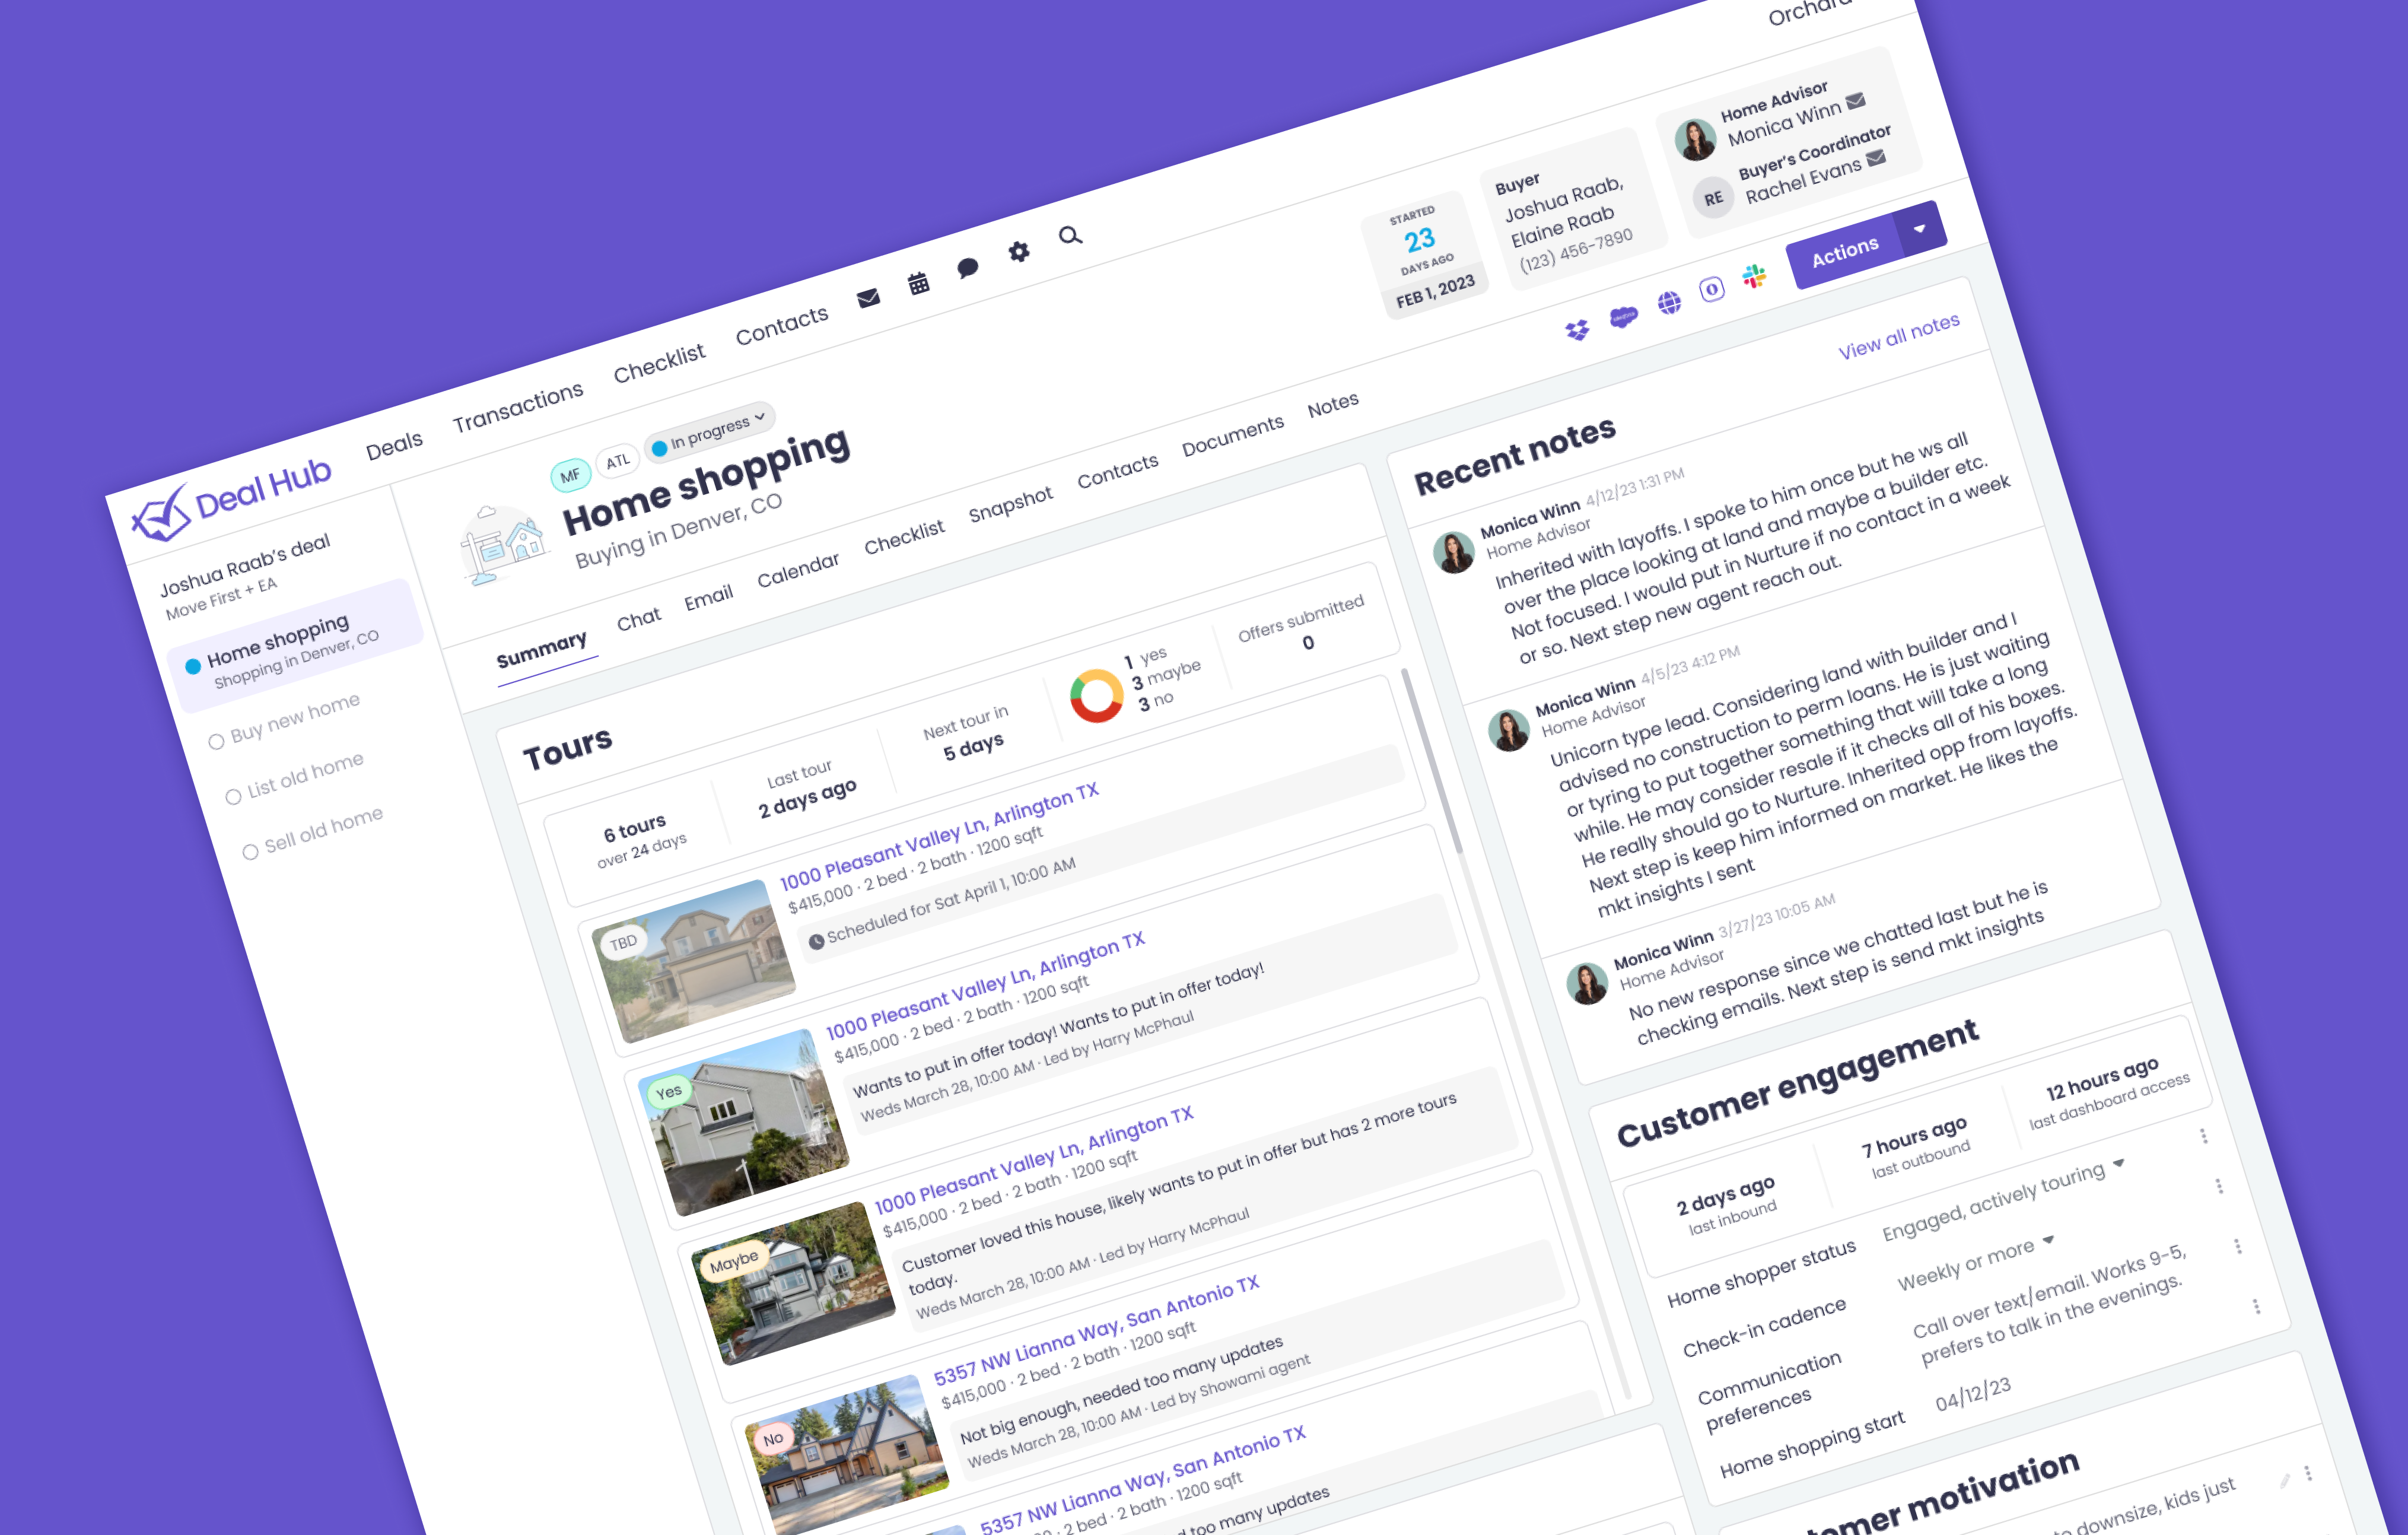 Orchard
Deal Hub
Deals
Transactions
Checklist
Contacts
Joshua Raab's deal
Move First + EA
Home shopping
Shopping in Denver, CO
Buy new home
List old home
Sell old home
MF
ATL
In progress
Home shopping
Buying in Denver, CO
STARTED
23
DAYS AGO
FEB 1, 2023
Buyer
Joshua Raab,
Elaine Raab
(123) 456-7890
Home Advisor
Monica Winn
RE
Buyer's Coordinator
Rachel Evans
Summary
Chat
Email
Calendar
Checklist
Snapshot
Contacts
Documents
Notes
Actions
Tours
6 tours
over 24 days
Last tour
2 days ago
Next tour in
5 days
1 yes
3 maybe
3 no
Offers submitted
0
TBD
1000 Pleasant Valley Ln, Arlington TX
$415,000 · 2 bed · 2 bath · 1200 sqft
Scheduled for Sat April 1, 10:00 AM
Yes
1000 Pleasant Valley Ln, Arlington TX
$415,000 · 2 bed · 2 bath · 1200 sqft
Wants to put in offer today! Wants to put in offer today!
Weds March 28, 10:00 AM · Led by Harry McPhaul
Maybe
1000 Pleasant Valley Ln, Arlington TX
$415,000 · 2 bed · 2 bath · 1200 sqft
Customer loved this house, likely wants to put in offer but has 2 more tours
today.
Weds March 28, 10:00 AM · Led by Harry McPhaul
No
5357 NW Lianna Way, San Antonio TX
$415,000 · 2 bed · 2 bath · 1200 sqft
Not big enough, needed too many updates
Weds March 28, 10:00 AM · Led by Showami agent
5357 NW Lianna Way, San Antonio TX
· 2 bed · 2 bath · 1200 sqft
too many updates
Recent notes
View all notes
Monica Winn 4/12/23 1:31 PM
Home Advisor
Inherited with layoffs. I spoke to him once but he ws all
over the place looking at land and maybe a builder etc.
Not focused. I would put in Nurture if no contact in a week
or so. Next step new agent reach out.
Monica Winn 4/5/23 4:12 PM
Home Advisor
Unicorn type lead. Considering land with builder and I
advised no construction to perm loans. He is just waiting
or tyring to put together something that will take a long
while. He may consider resale if it checks all of his boxes.
He really should go to Nurture. Inherited opp from layoffs.
Next step is keep him informed on market. He likes the
mkt insights I sent
Monica Winn 3/27/23 10:05 AM
Home Advisor
No new response since we chatted last but he is
checking emails. Next step is send mkt insights
Customer engagement
2 days ago
last inbound
7 hours ago
last outbound
12 hours ago
last dashboard access
Home shopper status
Engaged, actively touring
Check-in cadence
Weekly or more
Communication
preferences
Call over text/email. Works 9-5,
prefers to talk in the evenings.
Home shopping start
04/12/23
tomer motivation
to downsize, kids just